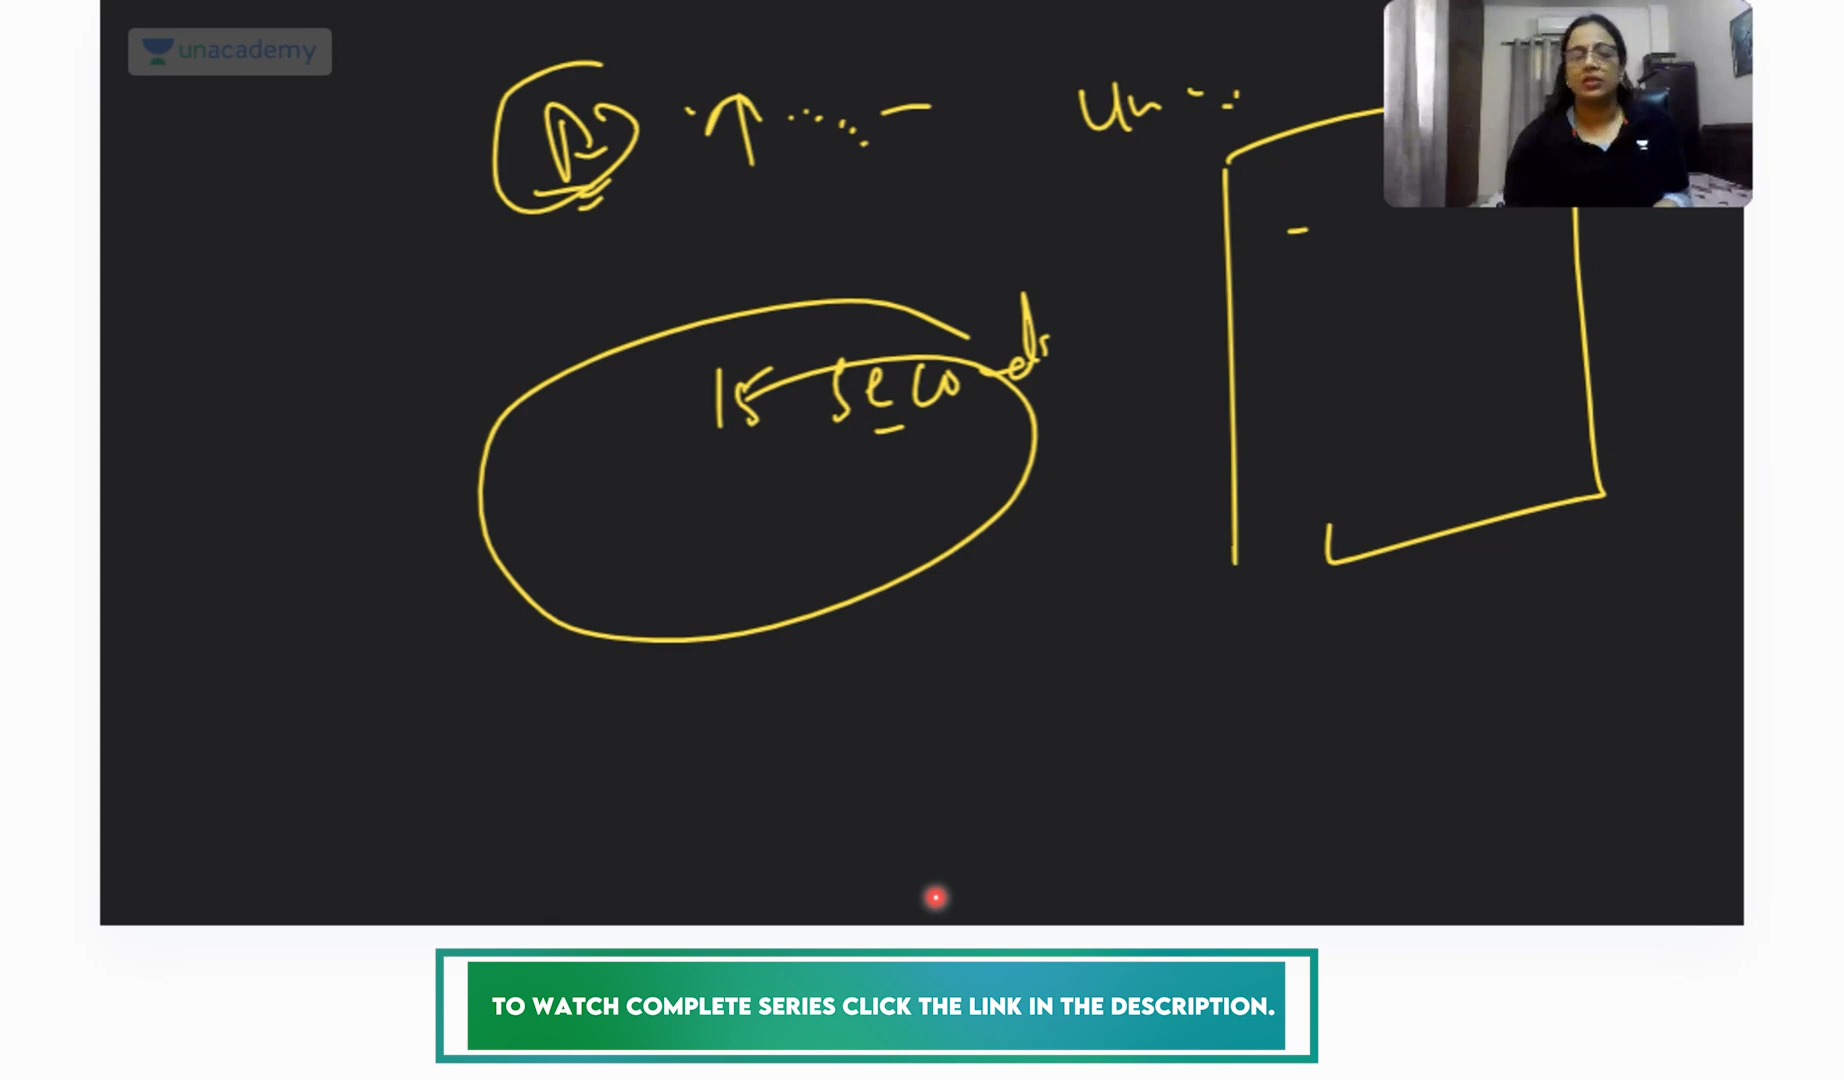 unacademy
15 seconds
TO WATCH COMPLETE SERIES CLICK THE LINK IN THE DESCRIPTION.